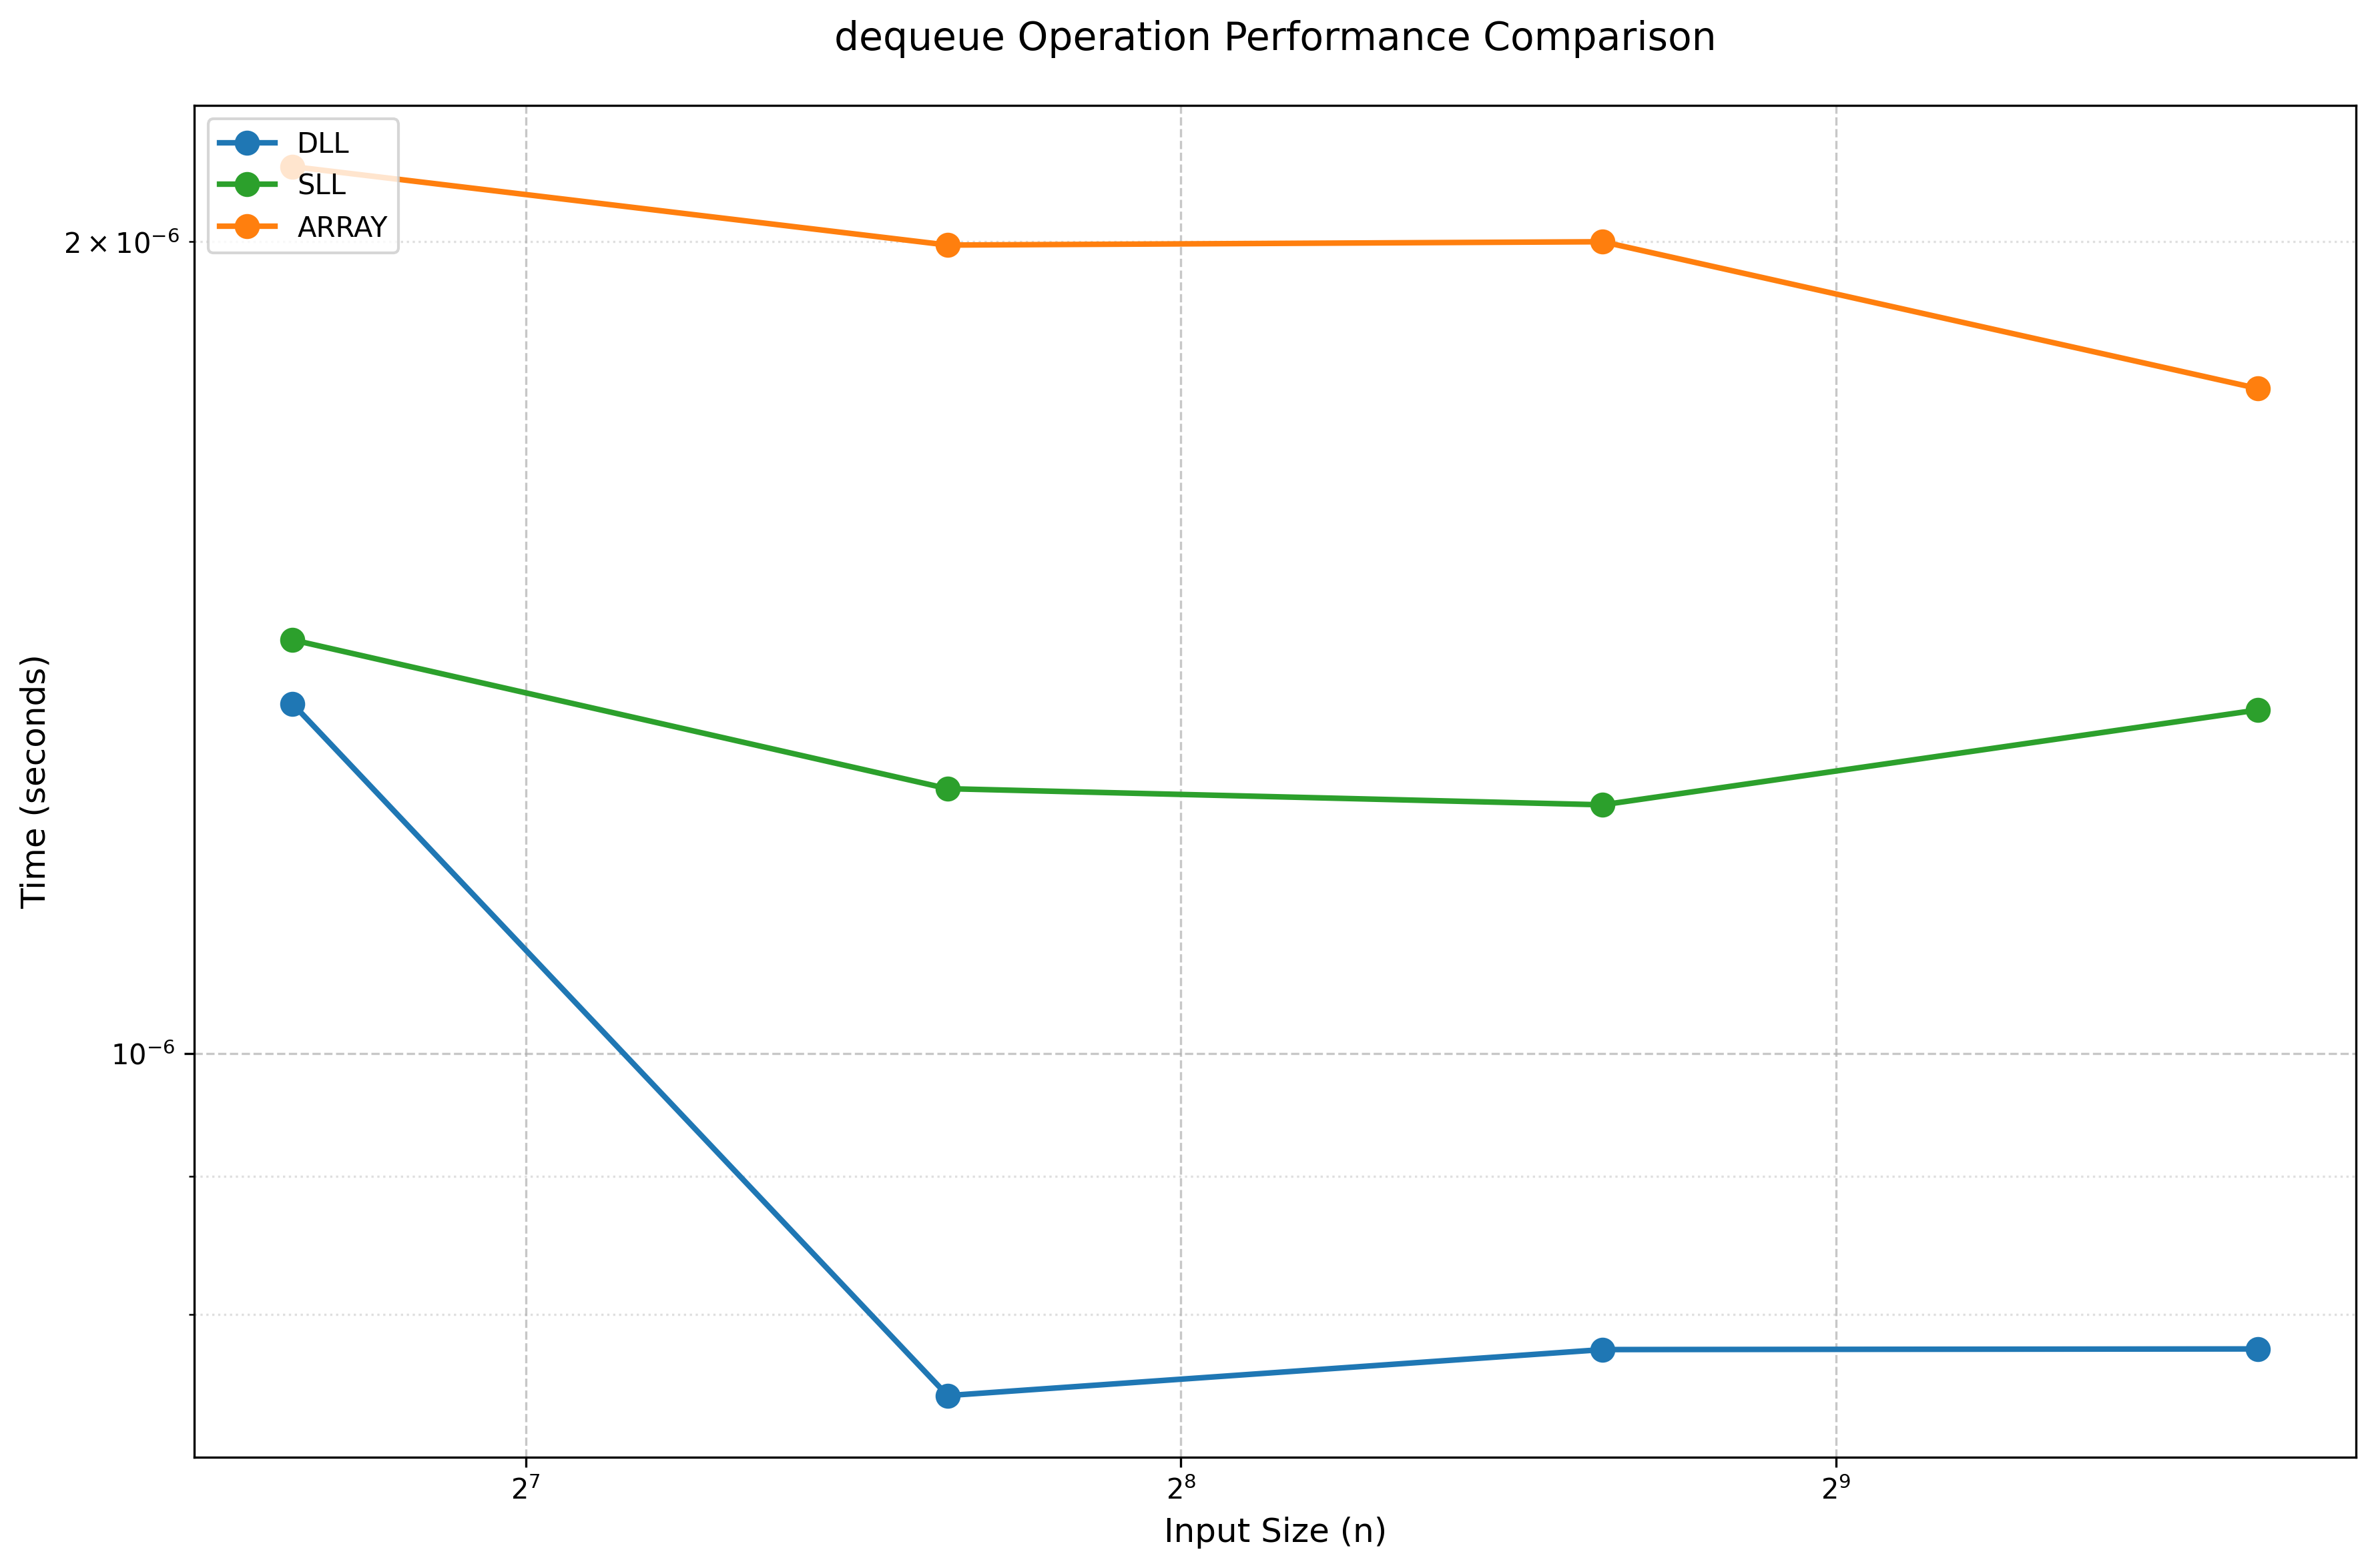 dequeue Operation Performance Comparison
DLL
SLL
ARRAY
2 × 10⁻⁶
10⁻⁶
Time (seconds)
2⁷ 2⁸ 2⁹
Input Size (n)